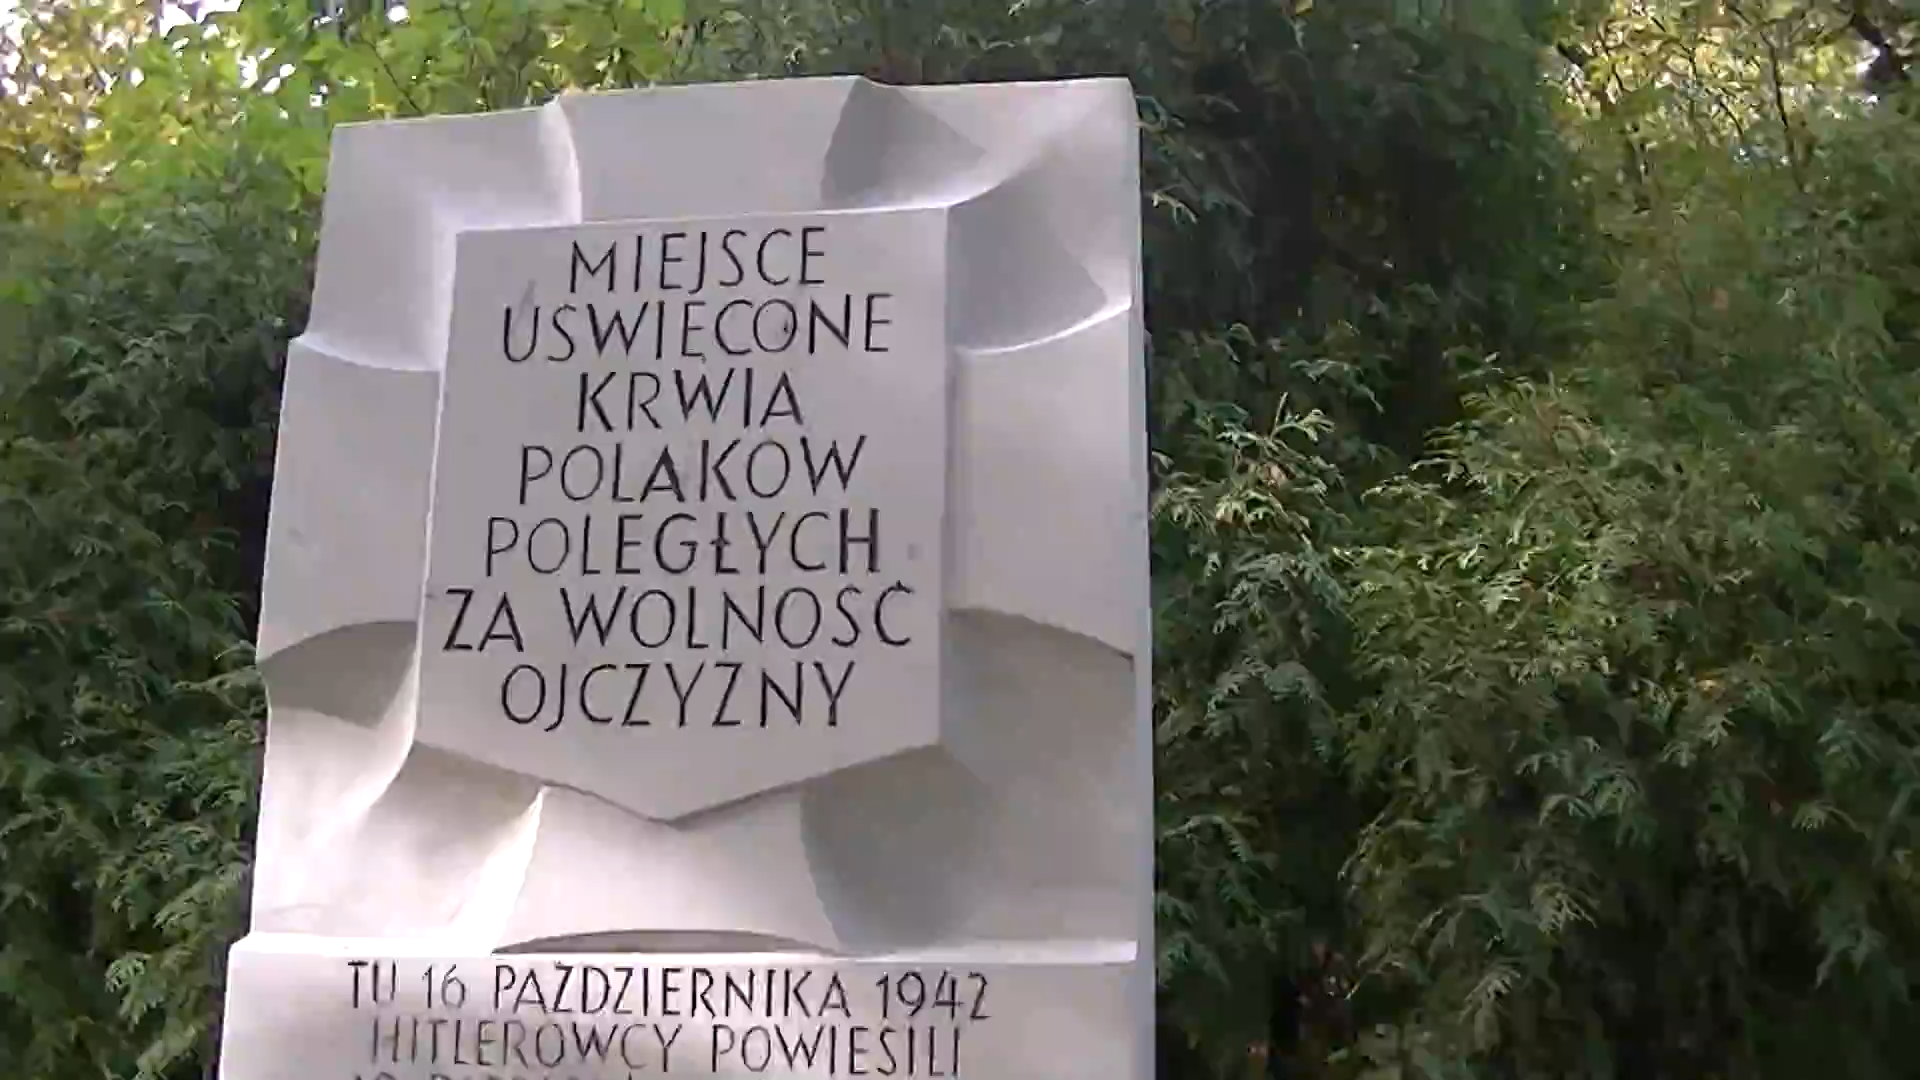 MIEJSCE
UŚWIĘCONE
KRWIĄ
POLAKÓW
POLEGŁYCH
ZA WOLNOŚĆ
OJCZYZNY
TU 16 PAŹDZIERNIKA 1942
HITLEROWCY POWIESILI